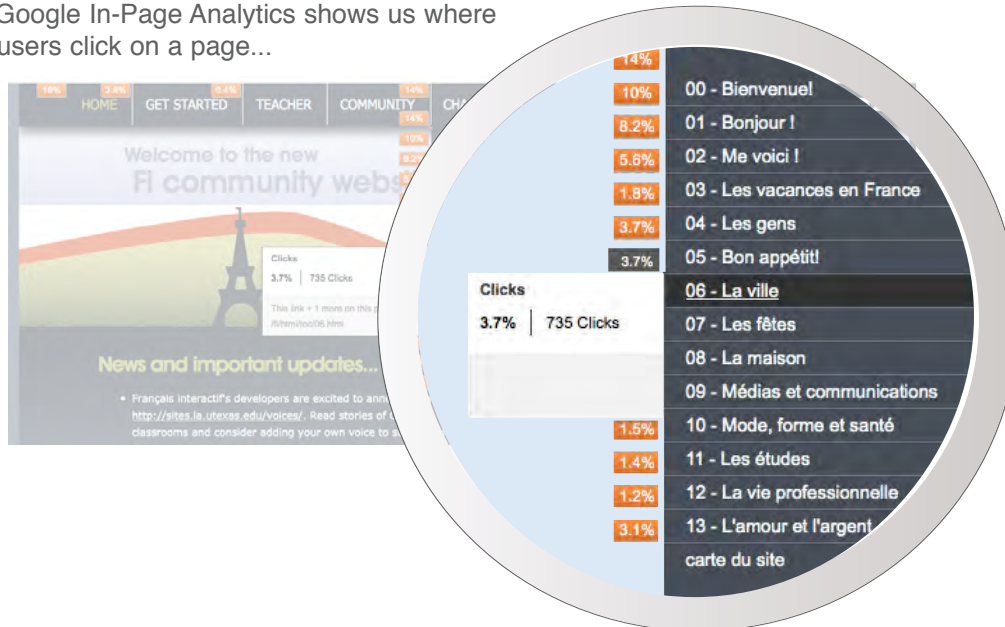 Google In-Page Analytics shows us where
users click on a page...
HOME GET STARTED TEACHER COMMUNITY
Welcome to the new
FI community
Clicks
3.7% 735 Clicks
This link + 1 more on this
News and important updates...
• Français interactif's developers are excited to
http://sites.la.utexas.edu/voices/. Read stories of
classrooms and consider adding your own voice to
14%
10% 00 - Bienvenue!
8.2% 01 - Bonjour !
5.6% 02 - Me voici !
1.8% 03 - Les vacances en France
3.7% 04 - Les gens
3.7% 05 - Bon appétit!
06 - La ville
Clicks
3.7% 735 Clicks
07 - Les fêtes
08 - La maison
09 - Médias et communications
1.5% 10 - Mode, forme et santé
1.4% 11 - Les études
1.2% 12 - La vie professionnelle
3.1% 13 - L'amour et l'argent
carte du site